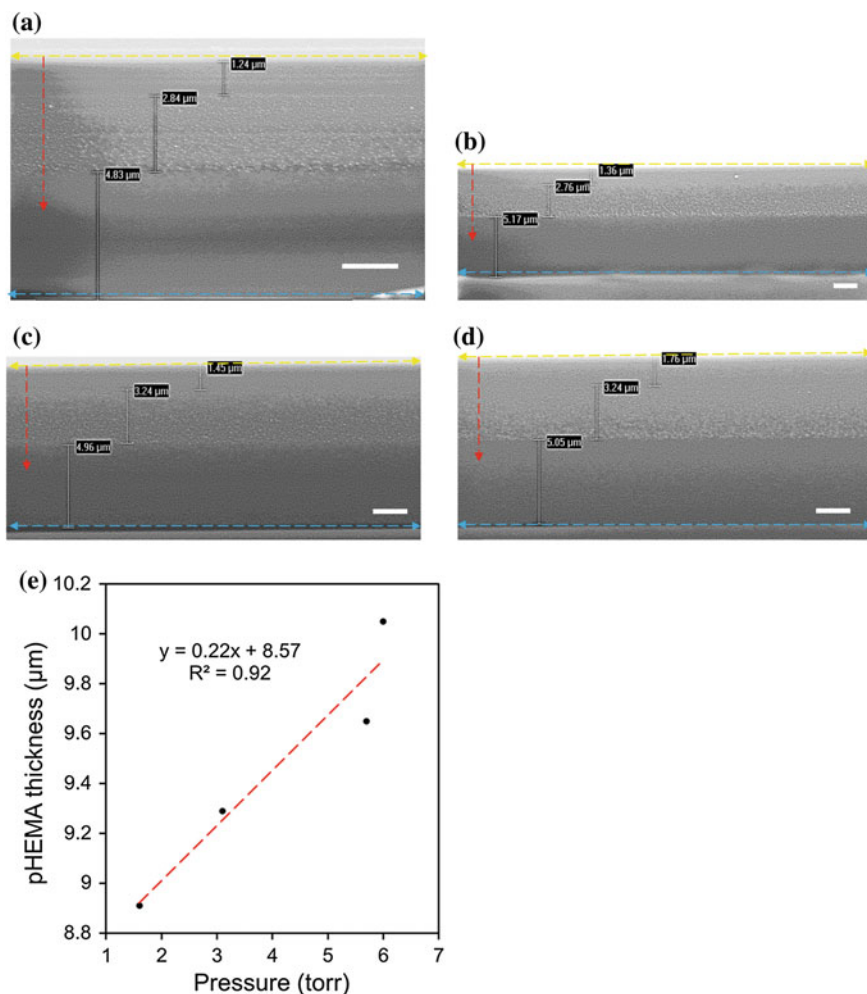 (a)
1.24 µm
2.84 µm
4.83 µm
(b)
1.36 µm
2.76 µm
5.17 µm
(c)
1.45 µm
3.24 µm
4.96 µm
(d)
1.76 µm
3.24 µm
5.05 µm
(e)
10.2
10
9.8
9.6
9.4
9.2
9
8.8
y = 0.22x + 8.57
R² = 0.92
pHEMA thickness (µm)
1 2 3 4 5 6 7
Pressure (torr)